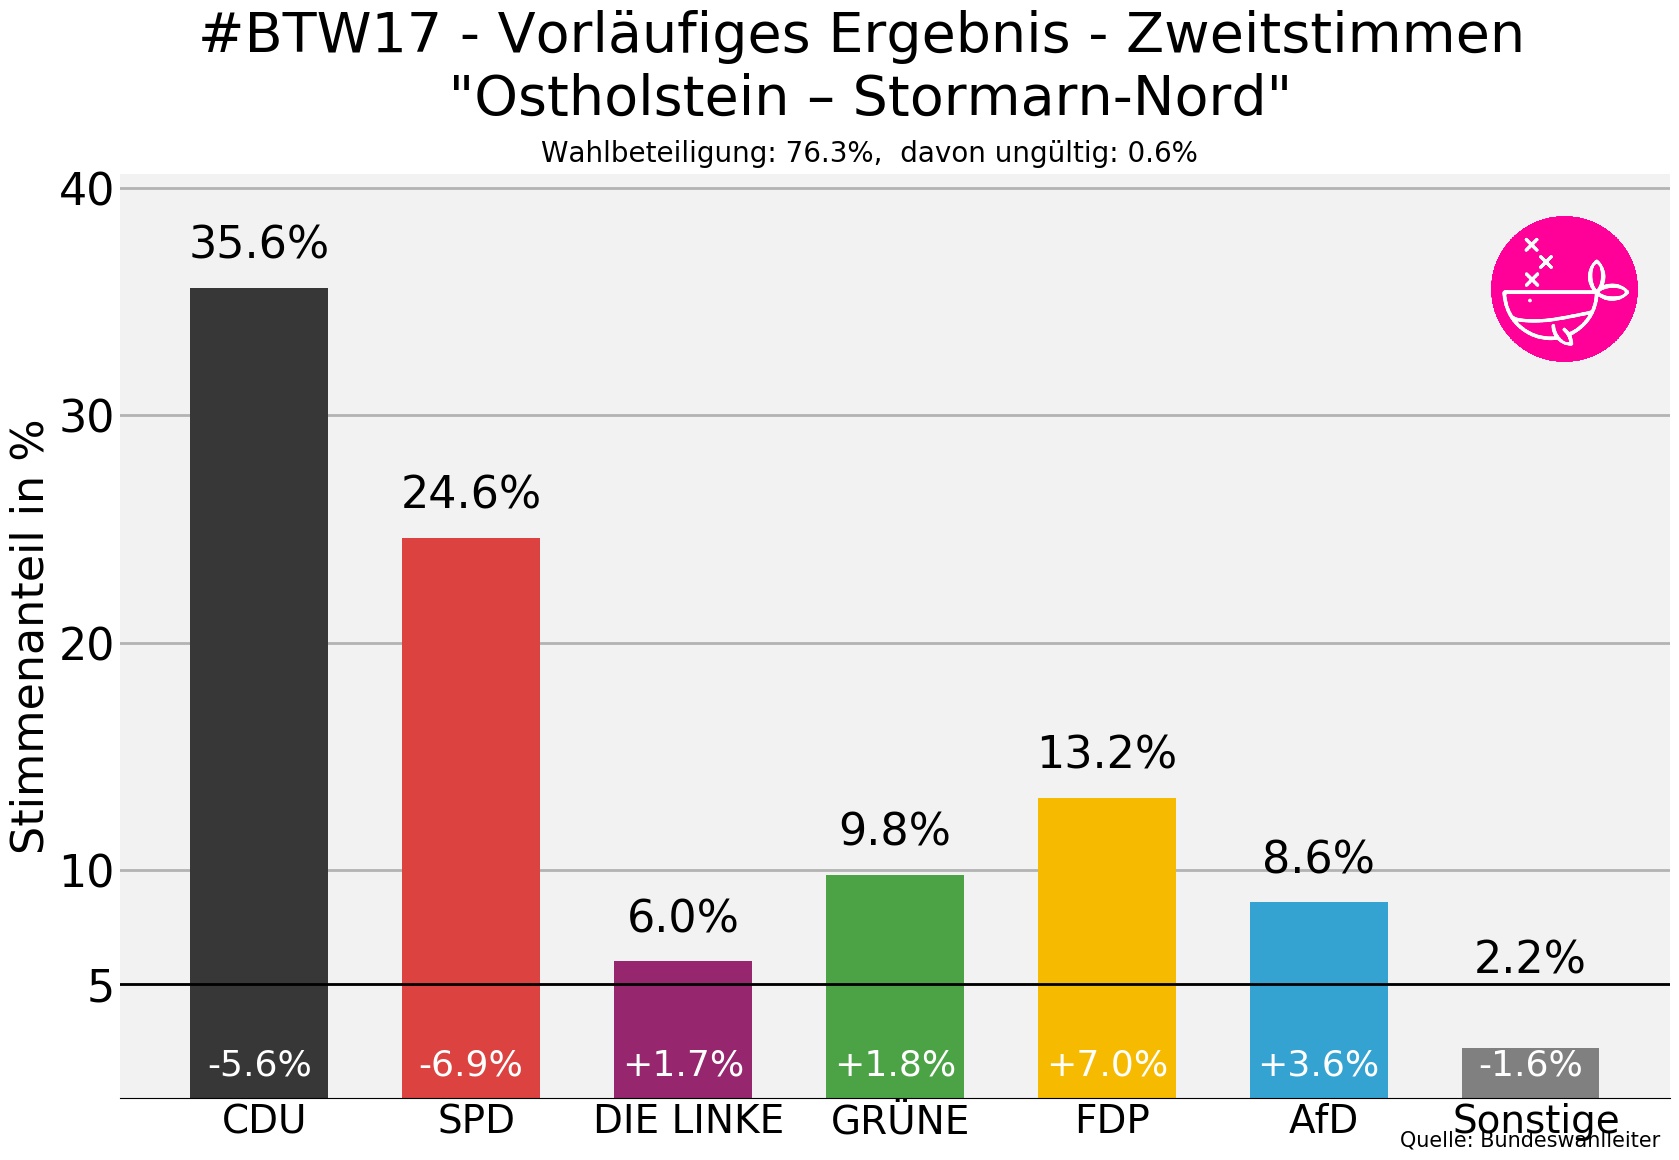 #BTW17 - Vorläufiges Ergebnis - Zweitstimmen
"Ostholstein – Stormarn-Nord"
Wahlbeteiligung: 76.3%, davon ungültig: 0.6%
Stimmenanteil in %
40
30
20
10
5
35.6%
24.6%
6.0%
9.8%
13.2%
8.6%
2.2%
-5.6%
-6.9%
+1.7%
+1.8%
+7.0%
+3.6%
-1.6%
CDU
SPD
DIE LINKE
GRÜNE
FDP
AfD
Sonstige
Quelle: Bundeswahlleiter